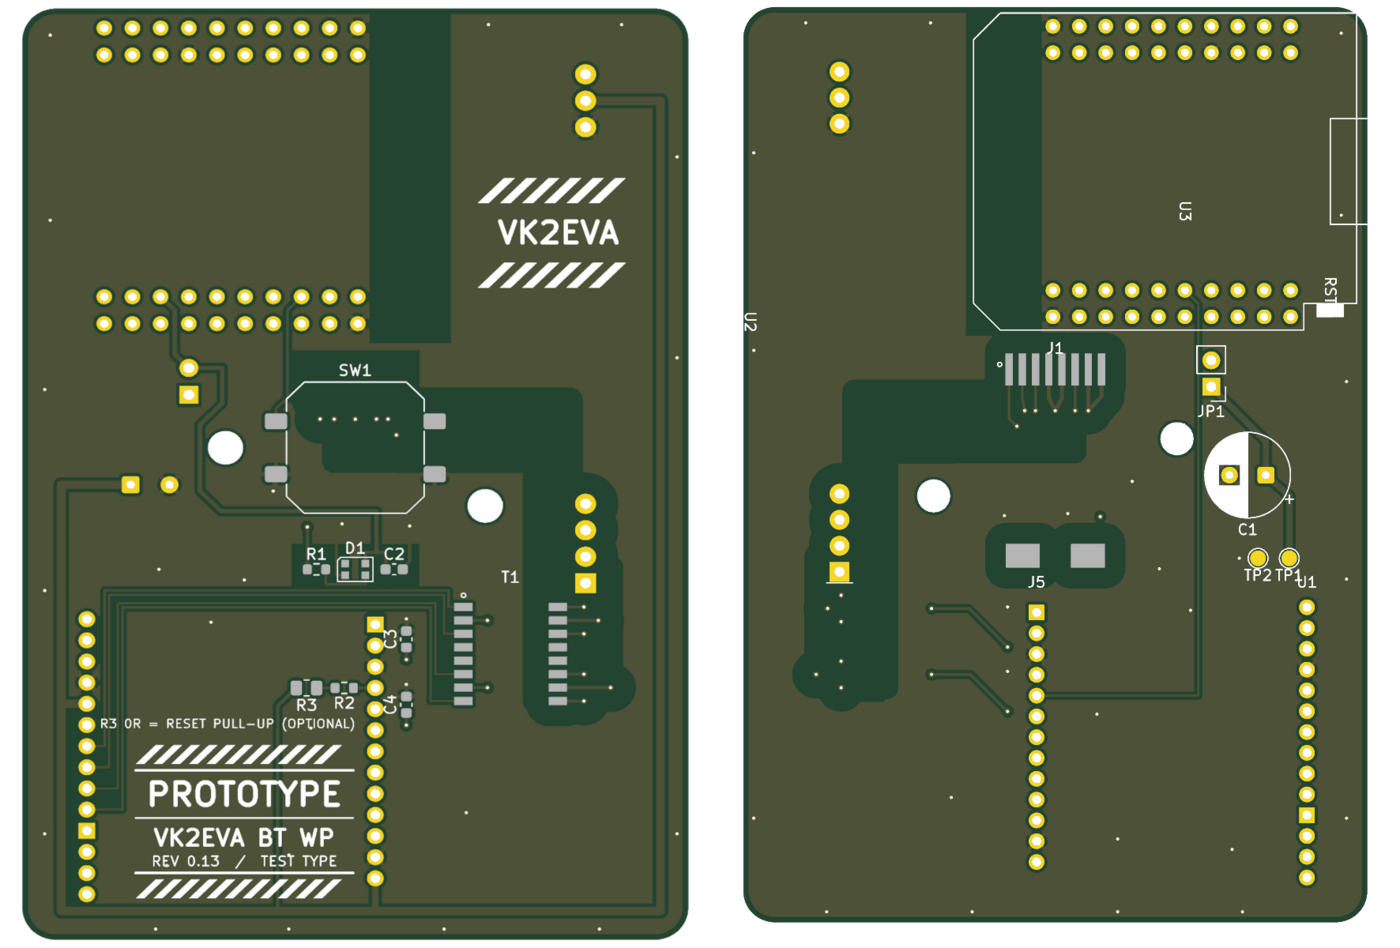 VK2EVA
SW1
R1
D1
C2
T1
C3
R3
R2
C4
R3 0R = RESET PULL-UP (OPTIONAL)
PROTOTYPE
VK2EVA BT WP
REV 0.13 / TEST TYPE
U3
RST
U2
J1
JP1
+
C1
TP2
TP1
J5
U1